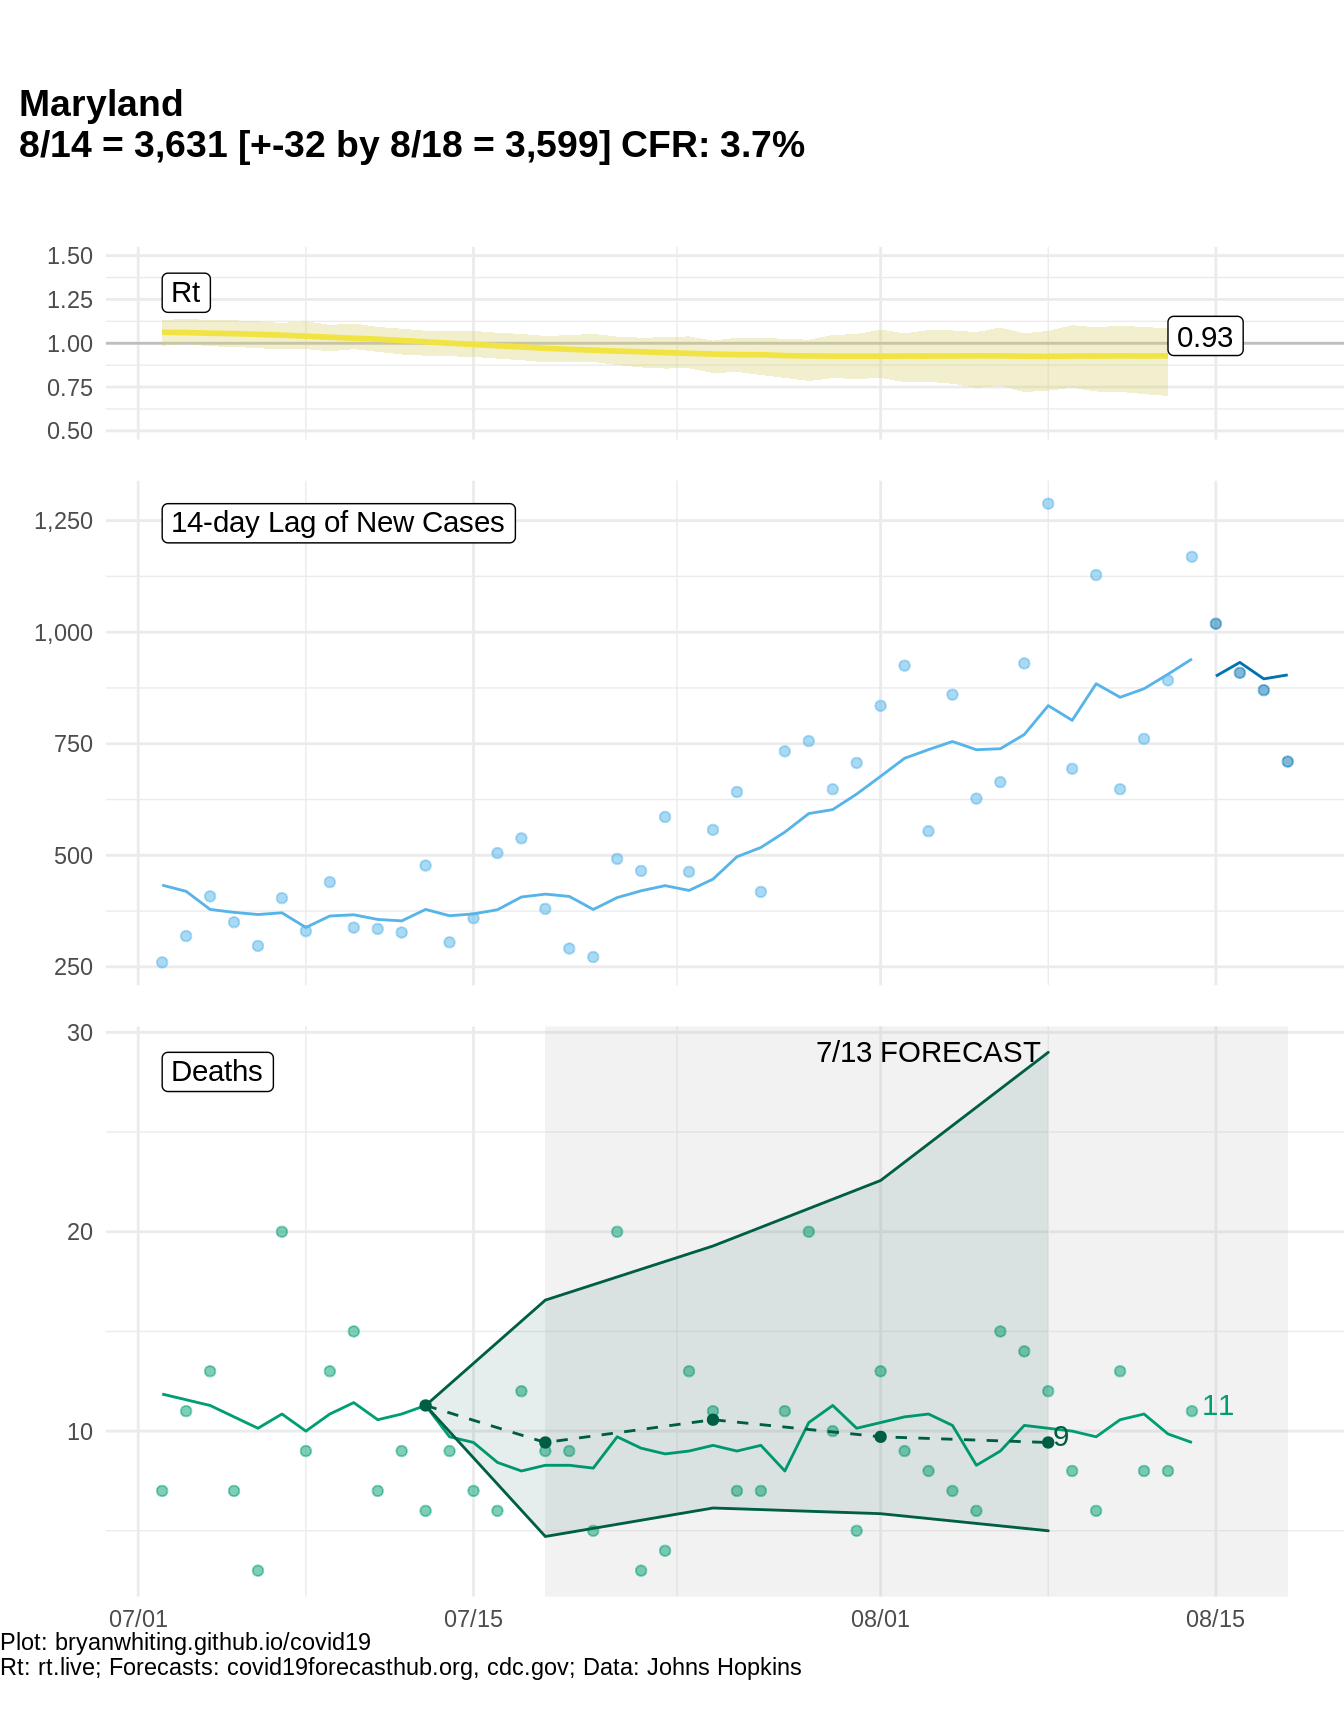 Maryland
8/14 = 3,631 [+-32 by 8/18 = 3,599] CFR: 3.7%
1.50
1.25
1.00
0.75
0.50
Rt
0.93
1,250
1,000
750
500
250
14-day Lag of New Cases
30
20
10
Deaths
7/13 FORECAST
11
9
07/01
07/15
08/01
08/15
Plot: bryanwhiting.github.io/covid19
Rt: rt.live; Forecasts: covid19forecasthub.org, cdc.gov; Data: Johns Hopkins